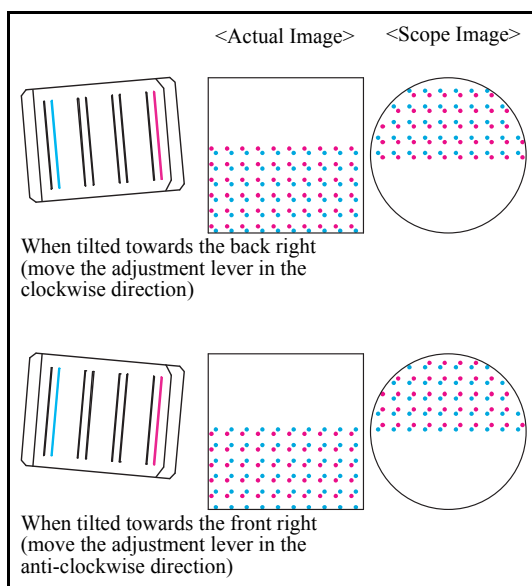 <Actual Image>
<Scope Image>
When tilted towards the back right
(move the adjustment lever in the
clockwise direction)
When tilted towards the front right
(move the adjustment lever in the
anti-clockwise direction)